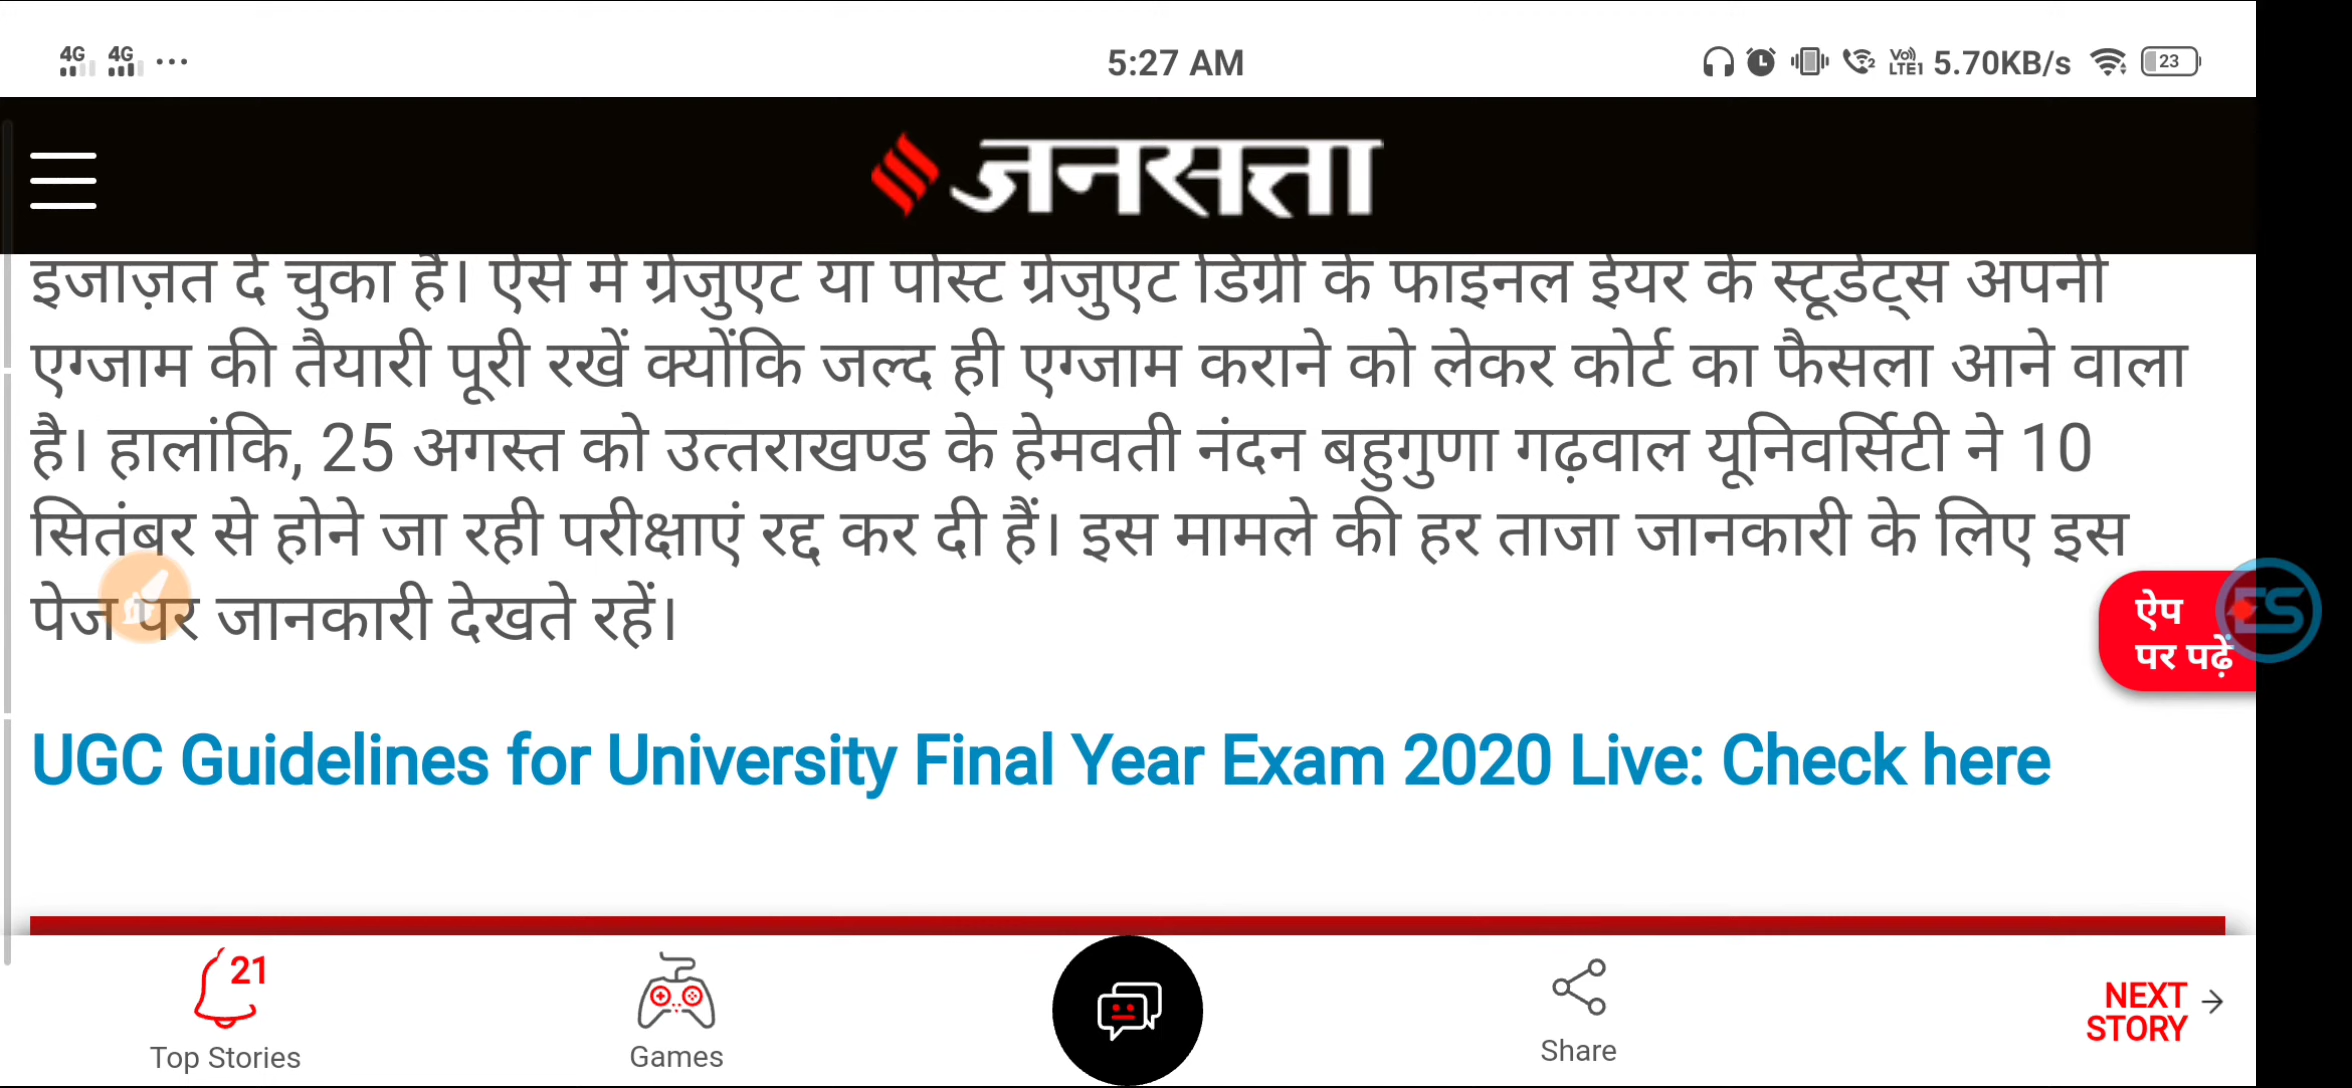 4G 4G ... 5:27 AM Vo)) LTE1 5.70KB/s 23
जनसत्ता
इजाज़त दे चुका है। ऐसे में ग्रेजुएट या पोस्ट ग्रेजुएट डिग्री के फाइनल ईयर के स्टूडेंट्स अपनी
एग्जाम की तैयारी पूरी रखें क्योंकि जल्द ही एग्जाम कराने को लेकर कोर्ट का फैसला आने वाला
है। हालांकि, 25 अगस्त को उत्तराखण्ड के हेमवती नंदन बहुगुणा गढ़वाल यूनिवर्सिटी ने 10
सितंबर से होने जा रही परीक्षाएं रद्द कर दी हैं। इस मामले की हर ताजा जानकारी के लिए इस
पेज पर जानकारी देखते रहें।
ऐप
पर पढ़ें
ES
UGC Guidelines for University Final Year Exam 2020 Live: Check here
21
Top Stories
Games
Share
NEXT
STORY